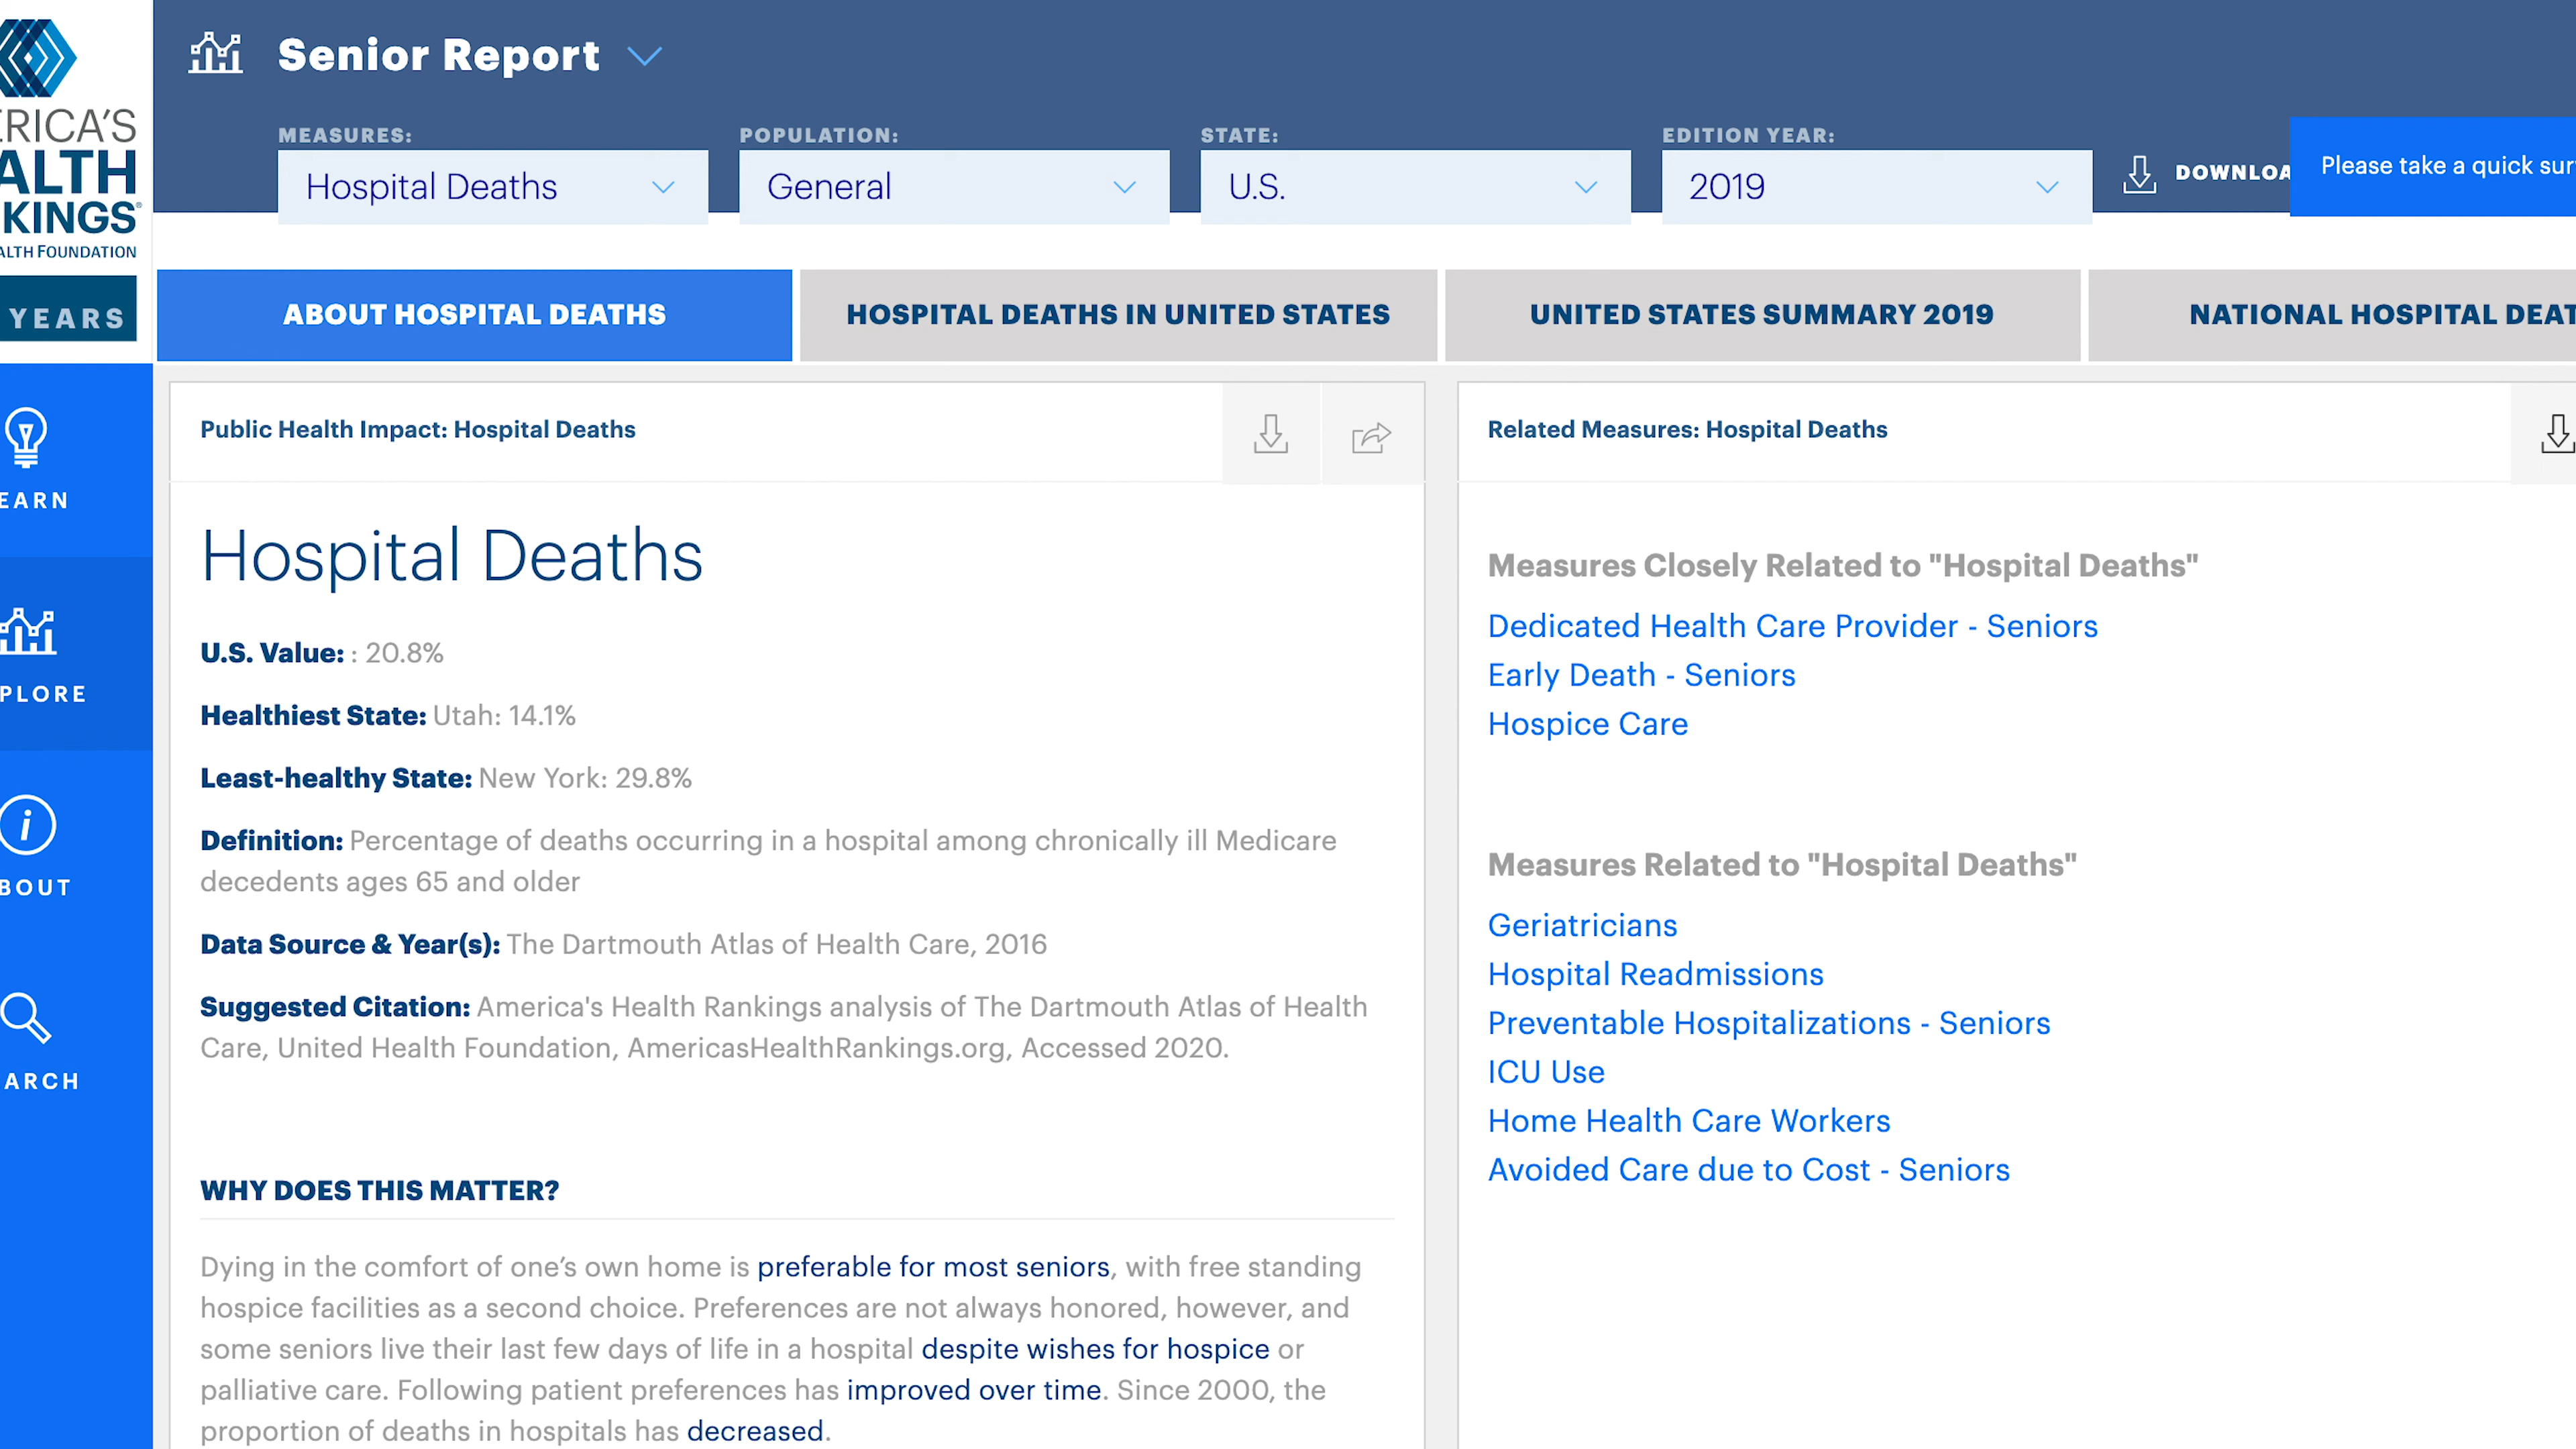 Senior Report
MEASURES:
Hospital Deaths
POPULATION:
General
STATE:
U.S.
EDITION YEAR:
2019
DOWNLOA
Please take a quick sur
ERICA'S
ALTH
KINGS®
ALTH FOUNDATION
YEARS
ABOUT HOSPITAL DEATHS
HOSPITAL DEATHS IN UNITED STATES
UNITED STATES SUMMARY 2019
NATIONAL HOSPITAL DEAT
EARN
PLORE
BOUT
ARCH
Public Health Impact: Hospital Deaths
Hospital Deaths
U.S. Value: : 20.8%
Healthiest State: Utah: 14.1%
Least-healthy State: New York: 29.8%
Definition: Percentage of deaths occurring in a hospital among chronically ill Medicare
decedents ages 65 and older
Data Source & Year(s): The Dartmouth Atlas of Health Care, 2016
Suggested Citation: America's Health Rankings analysis of The Dartmouth Atlas of Health
Care, United Health Foundation, AmericasHealthRankings.org, Accessed 2020.
WHY DOES THIS MATTER?
Dying in the comfort of one’s own home is preferable for most seniors, with free standing
hospice facilities as a second choice. Preferences are not always honored, however, and
some seniors live their last few days of life in a hospital despite wishes for hospice or
palliative care. Following patient preferences has improved over time. Since 2000, the
proportion of deaths in hospitals has decreased.
Related Measures: Hospital Deaths
Measures Closely Related to "Hospital Deaths"
Dedicated Health Care Provider - Seniors
Early Death - Seniors
Hospice Care
Measures Related to "Hospital Deaths"
Geriatricians
Hospital Readmissions
Preventable Hospitalizations - Seniors
ICU Use
Home Health Care Workers
Avoided Care due to Cost - Seniors